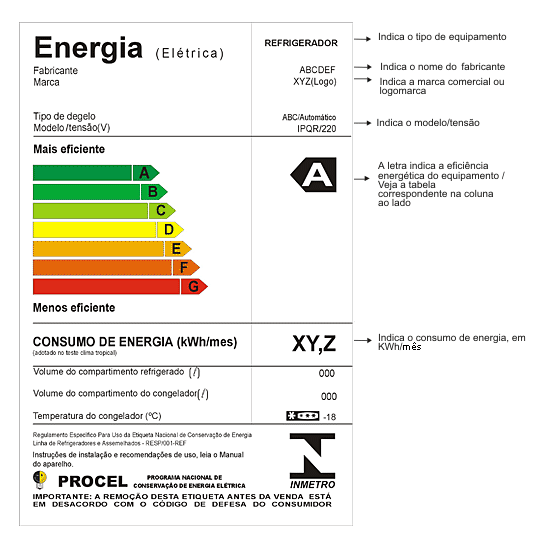 Energia (Elétrica)
REFRIGERADOR
Indica o tipo de equipamento
Fabricante
ABCDEF
Indica o nome do fabricante
Marca
XYZ(Logo)
Indica a marca comercial ou
logomarca
Tipo de degelo
ABC/Automático
Modelo/tensão(V)
IPQR/220
Indica o modelo/tensão
Mais eficiente
A
B
C
D
E
F
G
A
A letra indica a eficiência
energética do equipamento /
Veja a tabela
correspondente na coluna
ao lado
Menos eficiente
CONSUMO DE ENERGIA (kWh/mes)
(adotado no teste clima tropical)
XY,Z
Indica o consumo de energia, em
KWh/mês
Volume do compartimento refrigerado (l)
000
Volume do compartimento do congelador(l)
000
Temperatura do congelador (ºC)
-18
Regulamento Específico Para Uso da Etiqueta Nacional de Conservação de Energia
Linha de Refrigeradores e Assemelhados - RESP/001-REF
Instruções de instalação e recomendações de uso, leia o Manual
do aparelho.
PROCEL
PROGRAMA NACIONAL DE
CONSERVAÇÃO DE ENERGIA ELÉTRICA
INMETRO
IMPORTANTE: A REMOÇÃO DESTA ETIQUETA ANTES DA VENDA ESTÁ
EM DESACORDO COM O CÓDIGO DE DEFESA DO CONSUMIDOR